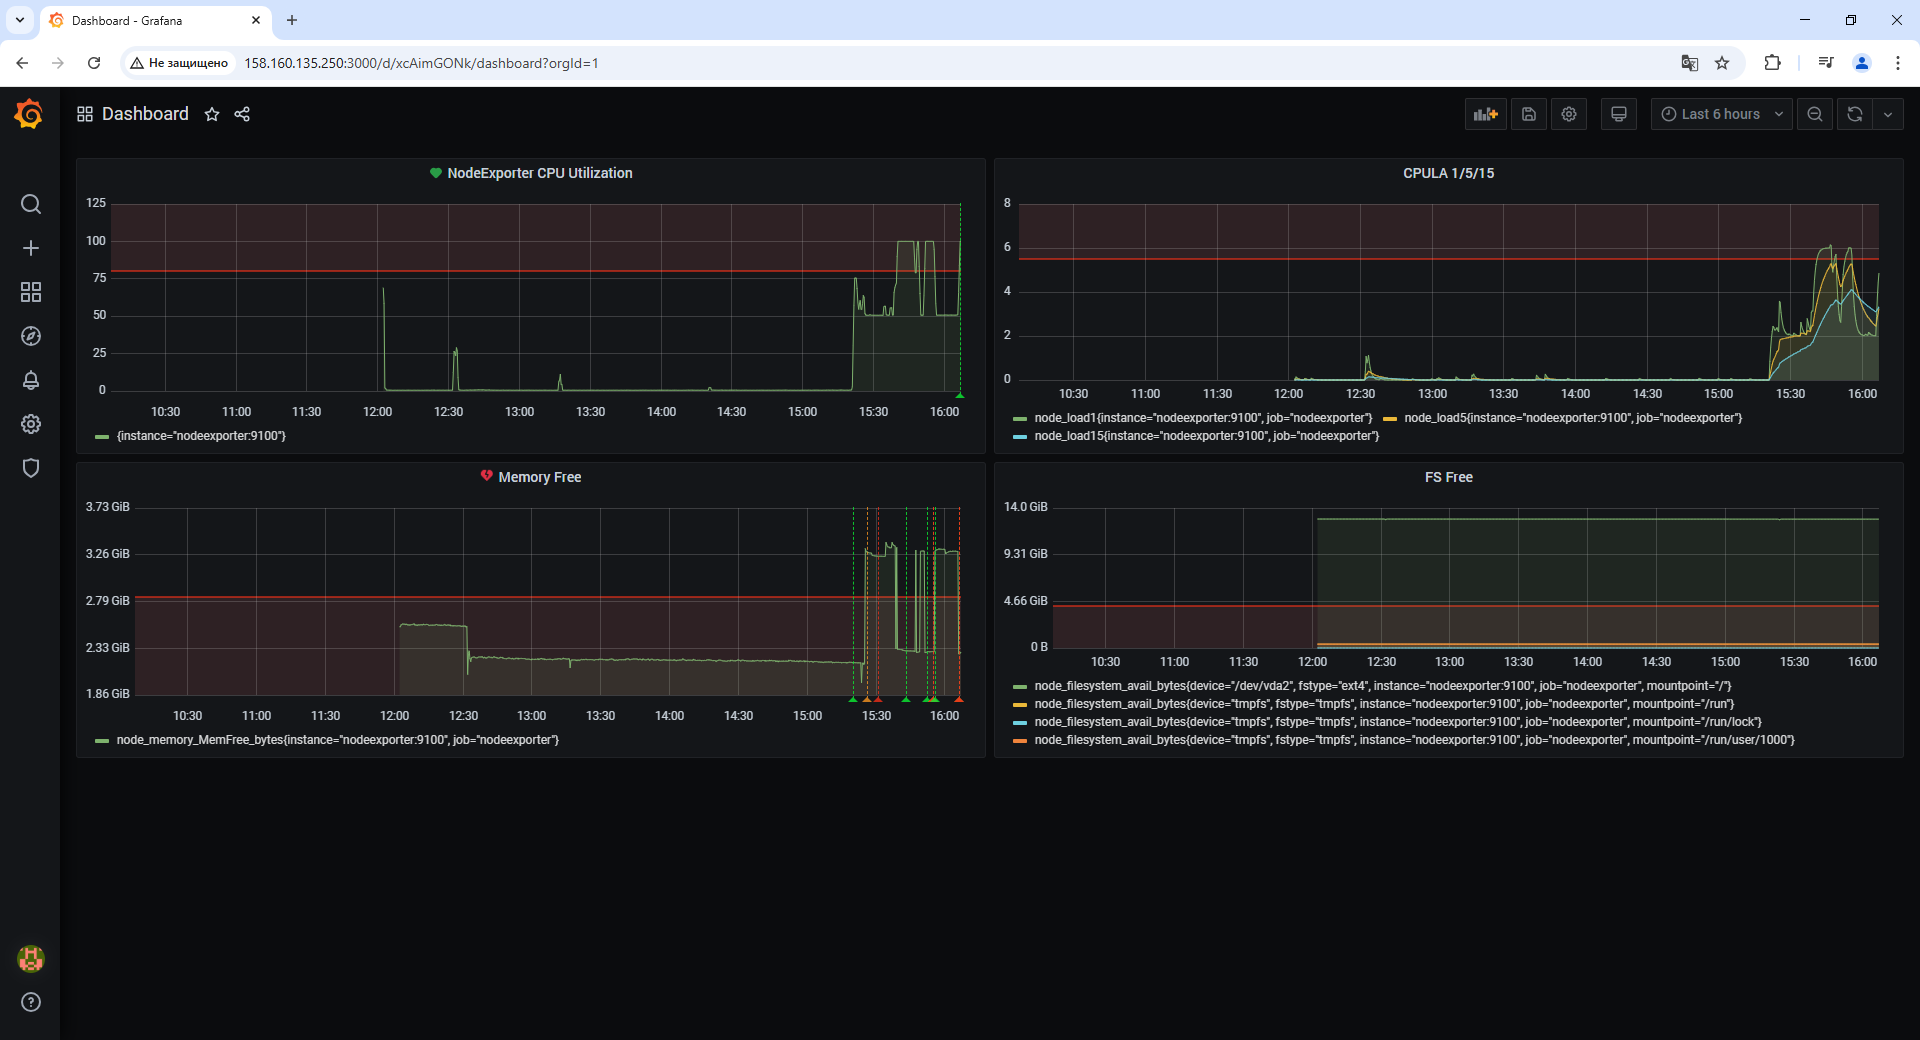 Dashboard - Grafana
Не защищено 158.160.135.250:3000/d/xcAimGONk/dashboard?orgId=1
Dashboard
Last 6 hours
NodeExporter CPU Utilization
125
100
75
50
25
0
10:30 11:00 11:30 12:00 12:30 13:00 13:30 14:00 14:30 15:00 15:30 16:00
{instance="nodeexporter:9100"}
CPULA 1/5/15
8
6
4
2
0
10:30 11:00 11:30 12:00 12:30 13:00 13:30 14:00 14:30 15:00 15:30 16:00
node_load1{instance="nodeexporter:9100", job="nodeexporter"} node_load5{instance="nodeexporter:9100", job="nodeexporter"}
node_load15{instance="nodeexporter:9100", job="nodeexporter"}
Memory Free
3.73 GiB
3.26 GiB
2.79 GiB
2.33 GiB
1.86 GiB
10:30 11:00 11:30 12:00 12:30 13:00 13:30 14:00 14:30 15:00 15:30 16:00
node_memory_MemFree_bytes{instance="nodeexporter:9100", job="nodeexporter"}
FS Free
14.0 GiB
9.31 GiB
4.66 GiB
0 B
10:30 11:00 11:30 12:00 12:30 13:00 13:30 14:00 14:30 15:00 15:30 16:00
node_filesystem_avail_bytes{device="/dev/vda2", fstype="ext4", instance="nodeexporter:9100", job="nodeexporter", mountpoint="/"}
node_filesystem_avail_bytes{device="tmpfs", fstype="tmpfs", instance="nodeexporter:9100", job="nodeexporter", mountpoint="/run"}
node_filesystem_avail_bytes{device="tmpfs", fstype="tmpfs", instance="nodeexporter:9100", job="nodeexporter", mountpoint="/run/lock"}
node_filesystem_avail_bytes{device="tmpfs", fstype="tmpfs", instance="nodeexporter:9100", job="nodeexporter", mountpoint="/run/user/1000"}